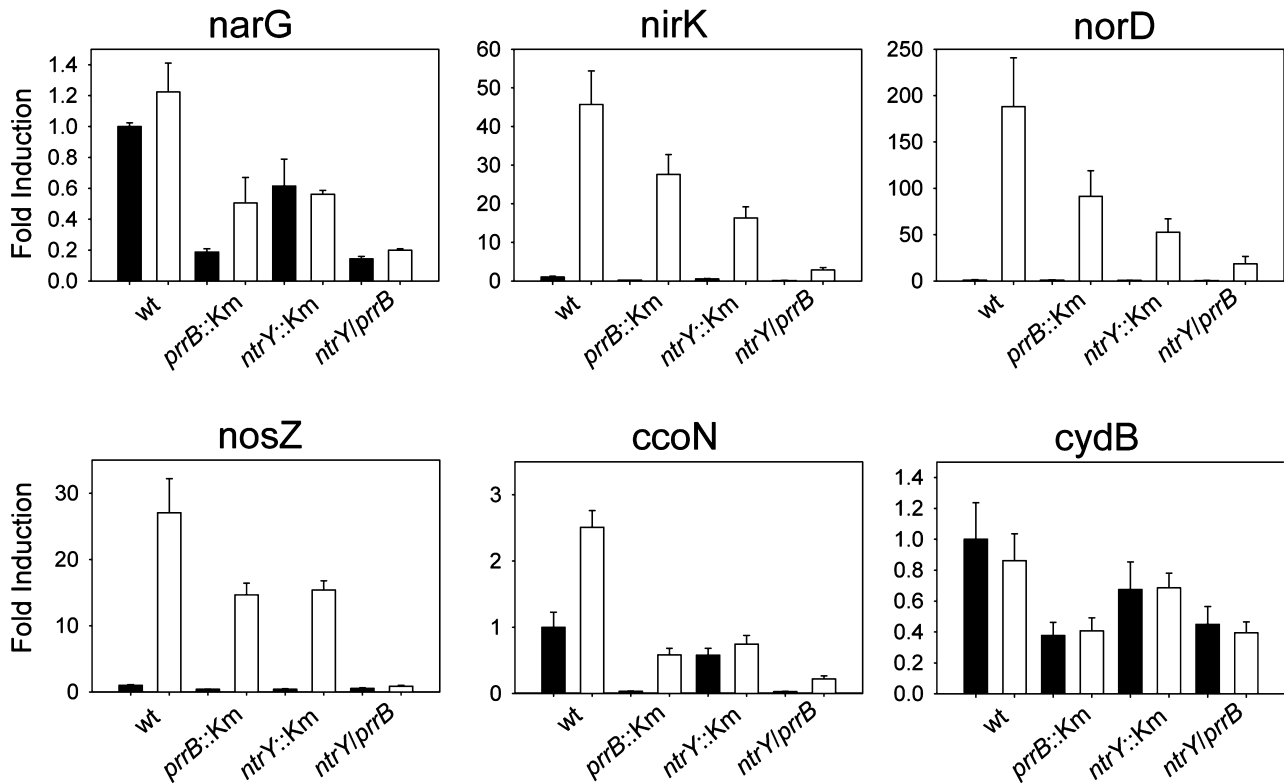 narG
nirK
norD
Fold Induction
1.4
1.2
1.0
0.8
0.6
0.4
0.2
0.0
60
50
40
30
20
10
0
250
200
150
100
50
0
wt
prrB::Km
ntrY::Km
ntrY/prrB
wt
prrB::Km
ntrY::Km
ntrY/prrB
wt
prrB::Km
ntrY::Km
ntrY/prrB
nosZ
ccoN
cydB
Fold Induction
30
20
10
0
3
2
1
0
1.4
1.2
1.0
0.8
0.6
0.4
0.2
0.0
wt
prrB::Km
ntrY::Km
ntrY/prrB
wt
prrB::Km
ntrY::Km
ntrY/prrB
wt
prrB::Km
ntrY::Km
ntrY/prrB